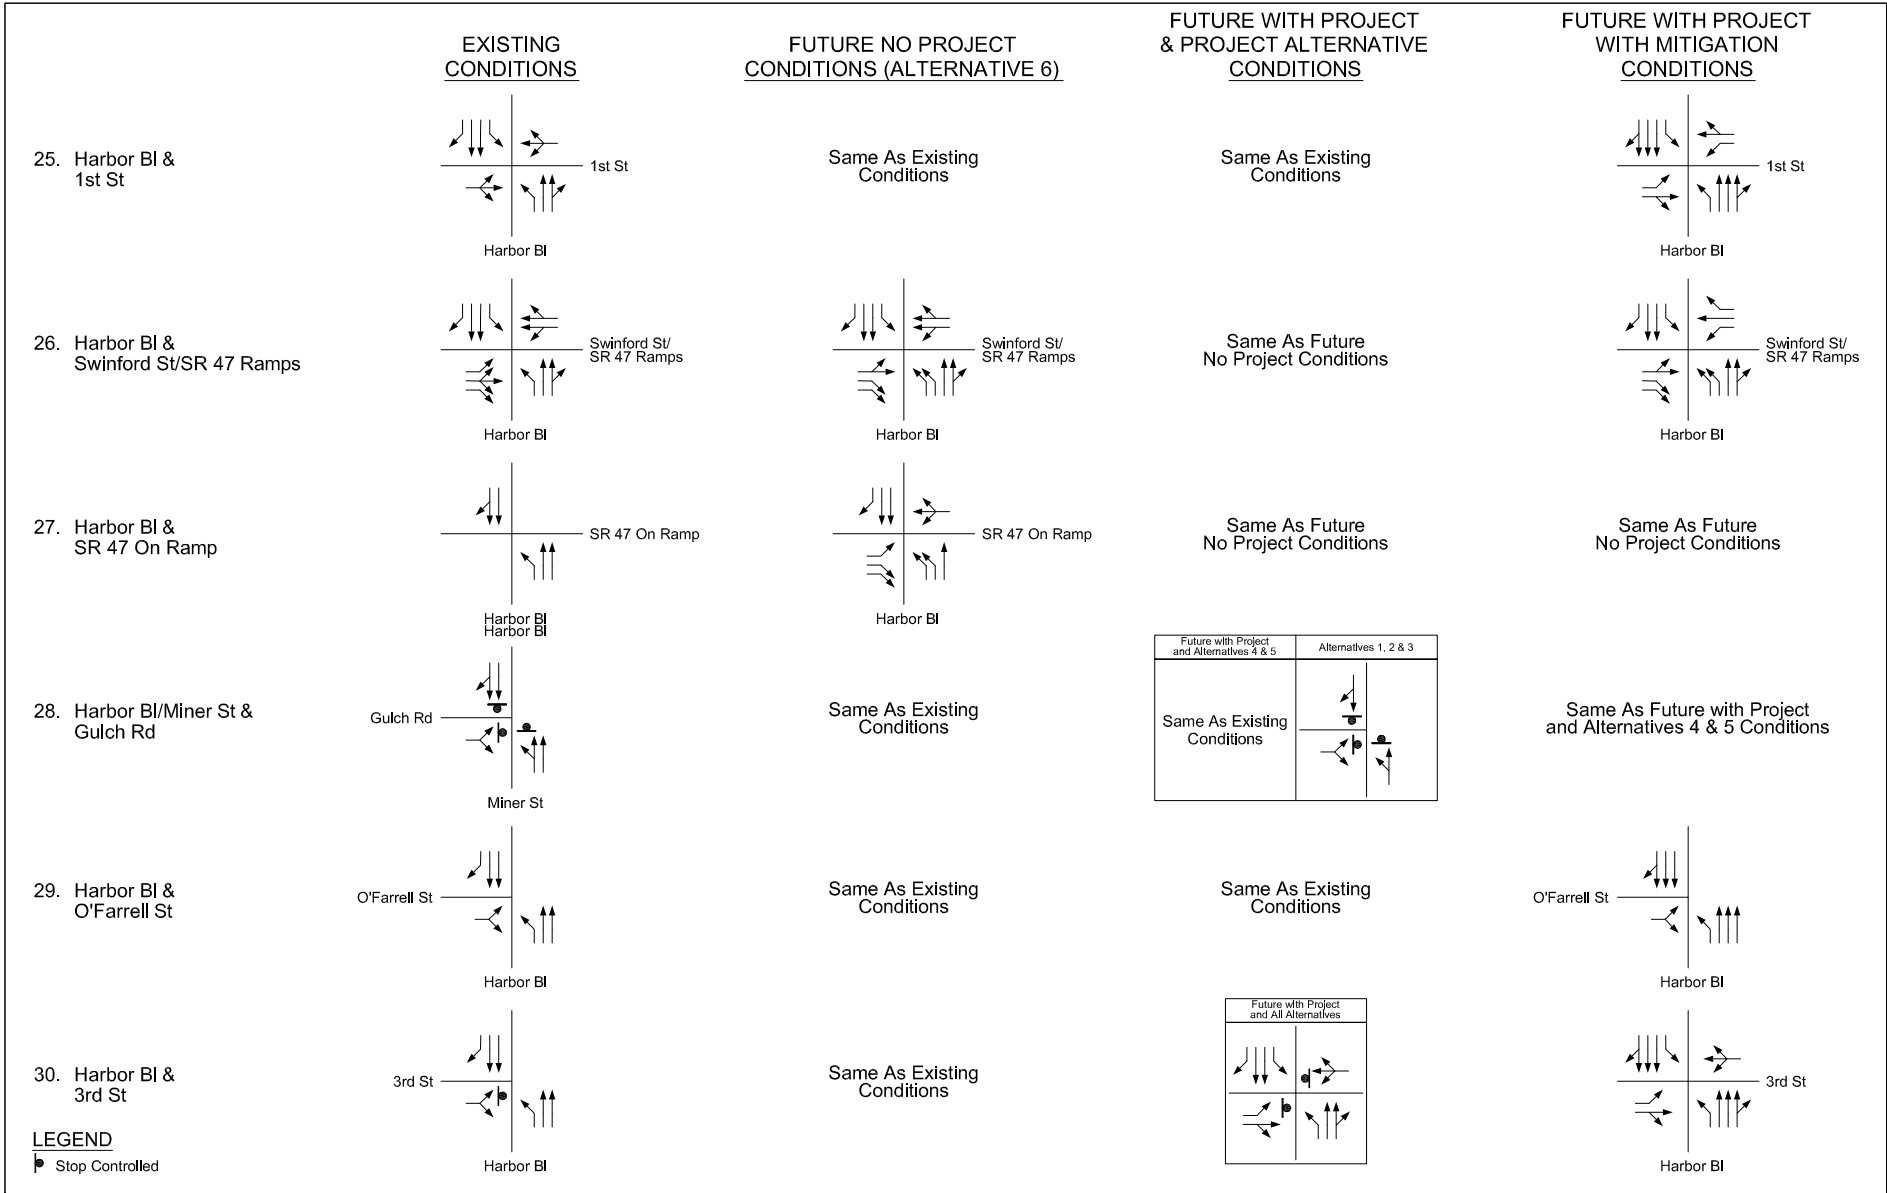 EXISTING
CONDITIONS
FUTURE NO PROJECT
CONDITIONS (ALTERNATIVE 6)
FUTURE WITH PROJECT
& PROJECT ALTERNATIVE
CONDITIONS
FUTURE WITH PROJECT
WITH MITIGATION
CONDITIONS
25. Harbor Bl &
1st St
1st St
Harbor Bl
Same As Existing
Conditions
Same As Existing
Conditions
1st St
Harbor Bl
26. Harbor Bl &
Swinford St/SR 47 Ramps
Swinford St/
SR 47 Ramps
Harbor Bl
Swinford St/
SR 47 Ramps
Harbor Bl
Same As Future
No Project Conditions
Swinford St/
SR 47 Ramps
Harbor Bl
27. Harbor Bl &
SR 47 On Ramp
SR 47 On Ramp
Harbor Bl
SR 47 On Ramp
Harbor Bl
Same As Future
No Project Conditions
Same As Future
No Project Conditions
28. Harbor Bl/Miner St &
Gulch Rd
Harbor Bl
Gulch Rd
Miner St
Same As Existing
Conditions
Future with Project
and Alternatives 4 & 5
Alternatives 1, 2 & 3
Same As Existing
Conditions
Same As Future with Project
and Alternatives 4 & 5 Conditions
29. Harbor Bl &
O'Farrell St
O'Farrell St
Harbor Bl
Same As Existing
Conditions
Same As Existing
Conditions
O'Farrell St
Harbor Bl
30. Harbor Bl &
3rd St
3rd St
Harbor Bl
Same As Existing
Conditions
Future with Project
and All Alternatives
3rd St
Harbor Bl
LEGEND
Stop Controlled